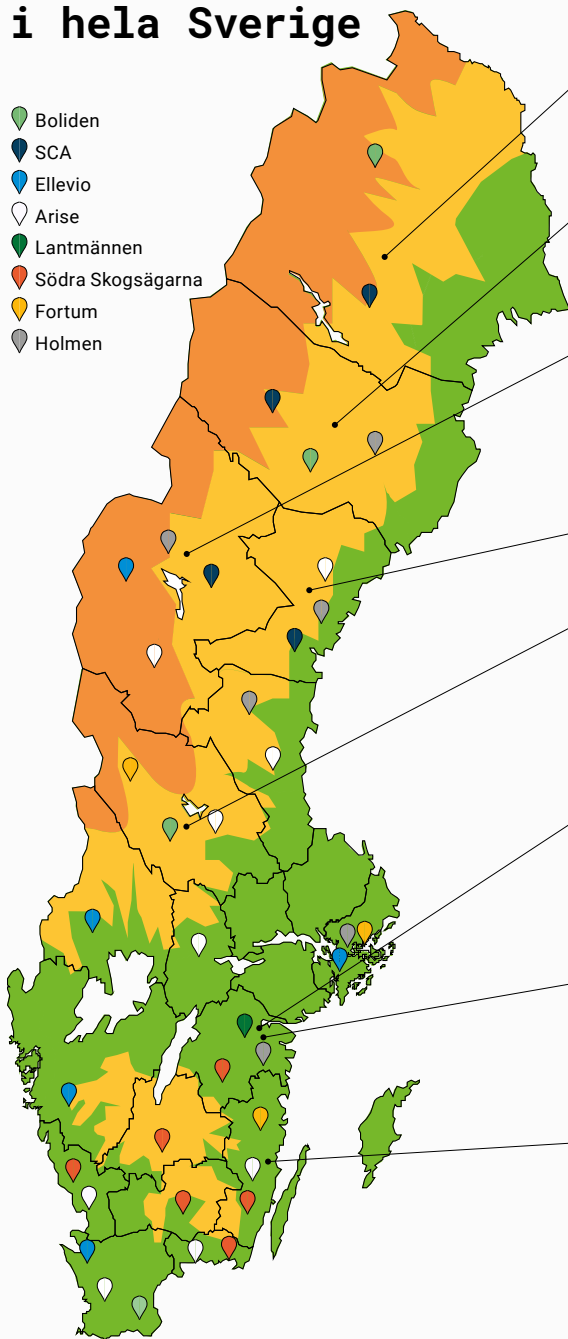 i hela Sverige
Boliden
SCA
Ellevio
Arise
Lantmännen
Södra Skogsägarna
Fortum
Holmen